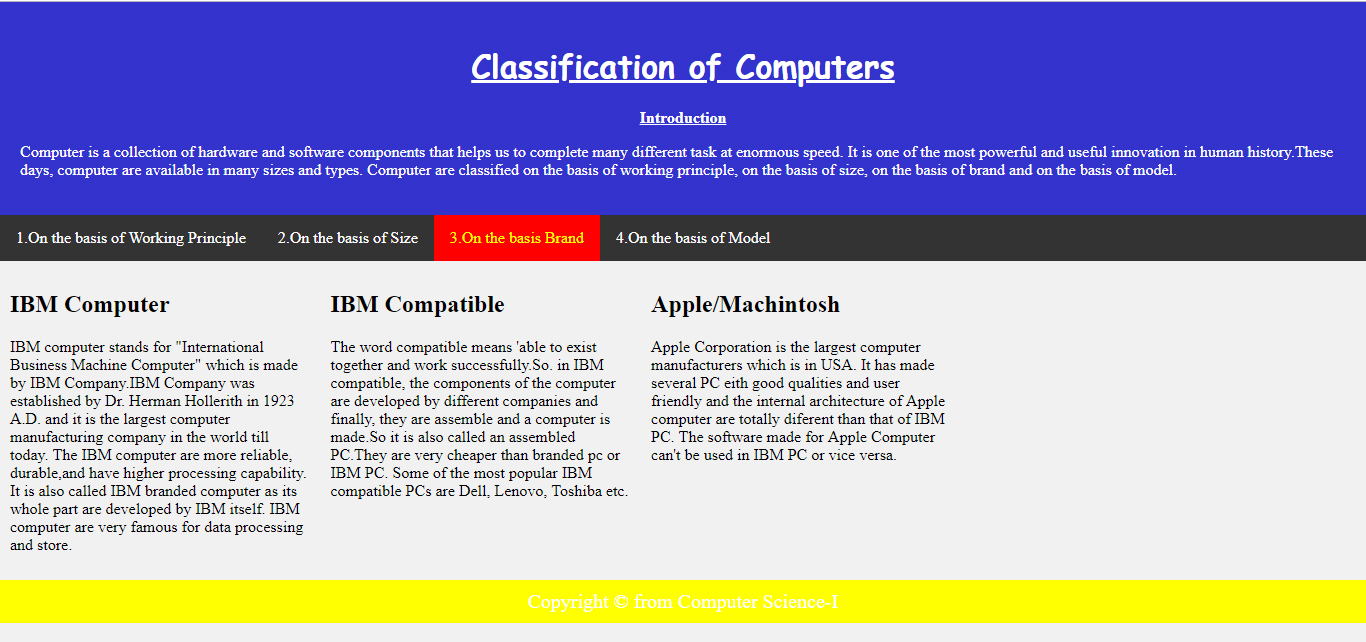 Classification of Computers
Introduction
Computer is a collection of hardware and software components that helps us to complete many different task at enormous speed. It is one of the most powerful and useful innovation in human history.These
days, computer are available in many sizes and types. Computer are classified on the basis of working principle, on the basis of size, on the basis of brand and on the basis of model.
1.On the basis of Working Principle 2.On the basis of Size 3.On the basis Brand 4.On the basis of Model
IBM Computer
IBM computer stands for "International
Business Machine Computer" which is made
by IBM Company.IBM Company was
established by Dr. Herman Hollerith in 1923
A.D. and it is the largest computer
manufacturing company in the world till
today. The IBM computer are more reliable,
durable,and have higher processing capability.
It is also called IBM branded computer as its
whole part are developed by IBM itself. IBM
computer are very famous for data processing
and store.
IBM Compatible
The word compatible means 'able to exist
together and work successfully.So. in IBM
compatible, the components of the computer
are developed by different companies and
finally, they are assemble and a computer is
made.So it is also called an assembled
PC.They are very cheaper than branded pc or
IBM PC. Some of the most popular IBM
compatible PCs are Dell, Lenovo, Toshiba etc.
Apple/Machintosh
Apple Corporation is the largest computer
manufacturers which is in USA. It has made
several PC eith good qualities and user
friendly and the internal architecture of Apple
computer are totally diferent than that of IBM
PC. The software made for Apple Computer
can't be used in IBM PC or vice versa.
Copyright © from Computer Science-I